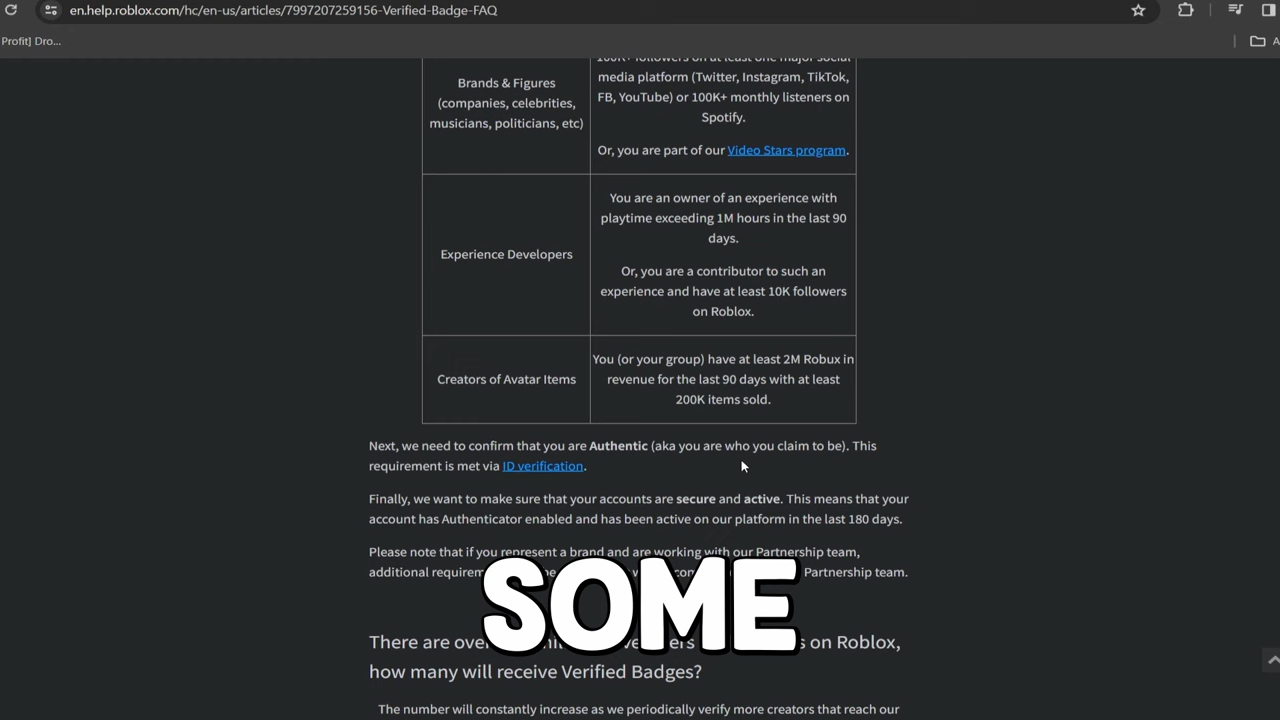 en.help.roblox.com/hc/en-us/articles/7997207259156-Verified-Badge-FAQ
Profit] Dro...
A
Brands & Figures
(companies, celebrities,
musicians, politicians, etc)
100K+ followers on at least one major social
media platform (Twitter, Instagram, TikTok,
FB, YouTube) or 100K+ monthly listeners on
Spotify.
Or, you are part of our Video Stars program.
Experience Developers
You are an owner of an experience with
playtime exceeding 1M hours in the last 90
days.
Or, you are a contributor to such an
experience and have at least 10K followers
on Roblox.
Creators of Avatar Items
You (or your group) have at least 2M Robux in
revenue for the last 90 days with at least
200K items sold.
Next, we need to confirm that you are Authentic (aka you are who you claim to be). This
requirement is met via ID verification.
Finally, we want to make sure that your accounts are secure and active. This means that your
account has Authenticator enabled and has been active on our platform in the last 180 days.
Please note that if you represent a brand and are working with our Partnership team,
additional Partnership team.
SOME
There are on Roblox,
how many will receive Verified Badges?
The number will constantly increase as we periodically verify more creators that reach our